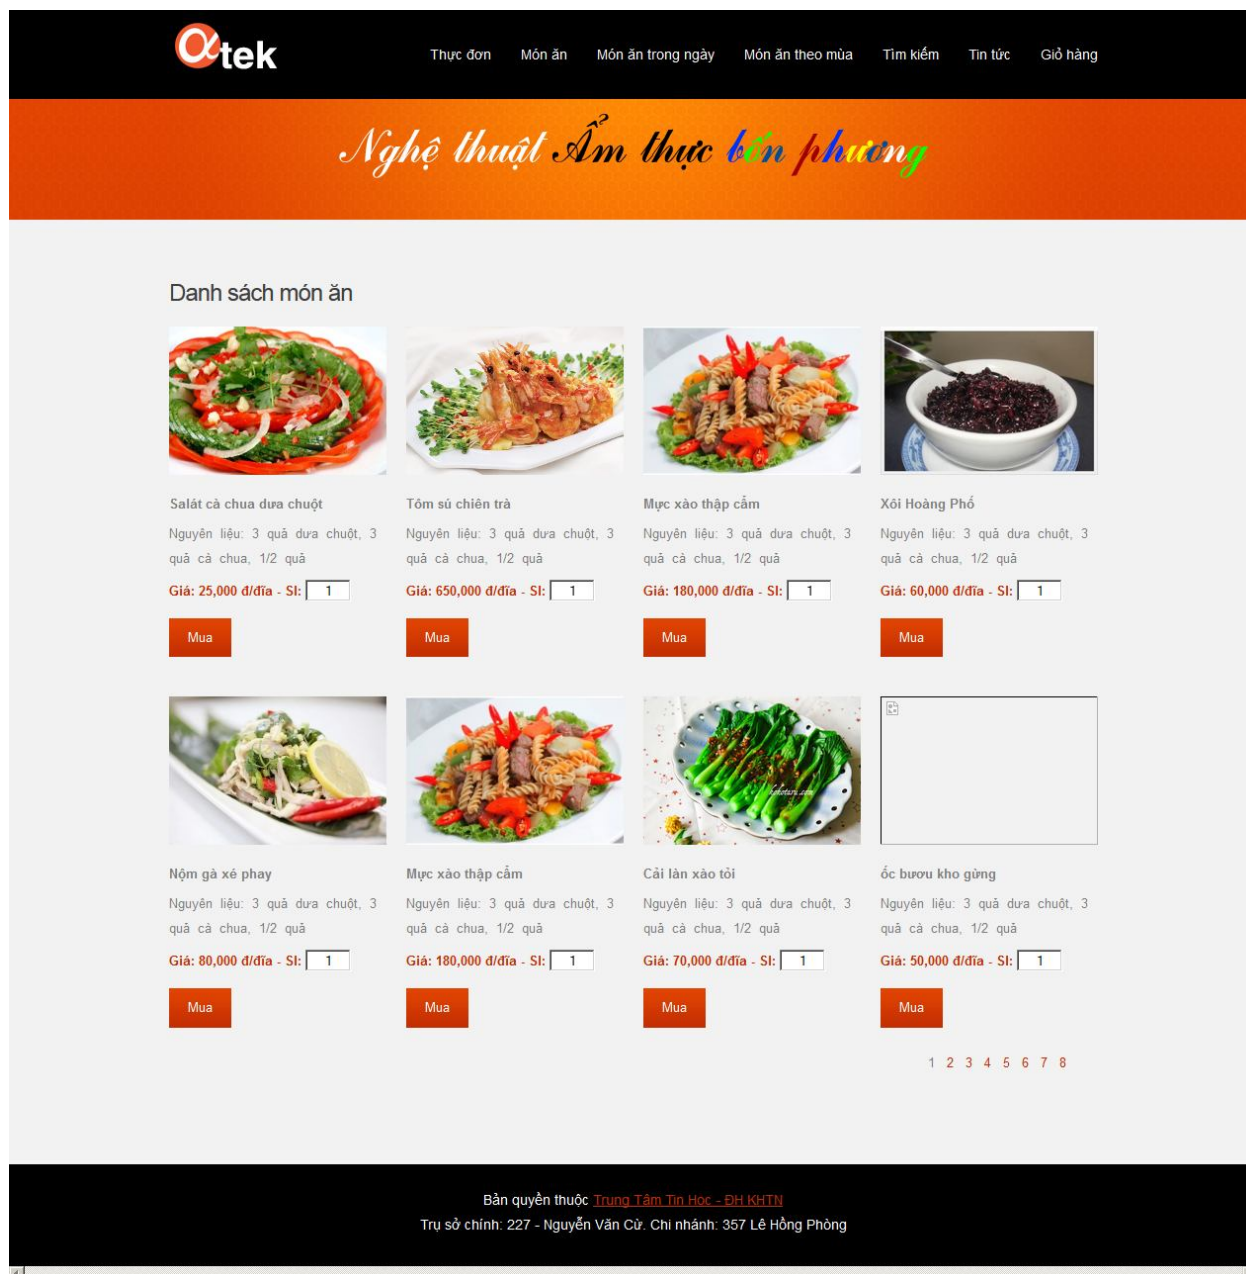 αtek
Thực đơn Món ăn Món ăn trong ngày Món ăn theo mùa Tìm kiếm Tin tức Giỏ hàng
Nghệ thuật Ẩm thực bốn phương
Danh sách món ăn
Salát cà chua dưa chuột
Nguyên liệu: 3 quả dưa chuột, 3
quả cà chua, 1/2 quả
Giá: 25,000 đ/đĩa - Sl: 1
Mua
Tôm sú chiên trà
Nguyên liệu: 3 quả dưa chuột, 3
quả cà chua, 1/2 quả
Giá: 650,000 đ/đĩa - Sl: 1
Mua
Mực xào thập cẩm
Nguyên liệu: 3 quả dưa chuột, 3
quả cà chua, 1/2 quả
Giá: 180,000 đ/đĩa - Sl: 1
Mua
Xôi Hoàng Phố
Nguyên liệu: 3 quả dưa chuột, 3
quả cà chua, 1/2 quả
Giá: 60,000 đ/đĩa - Sl: 1
Mua
Nộm gà xé phay
Nguyên liệu: 3 quả dưa chuột, 3
quả cà chua, 1/2 quả
Giá: 80,000 đ/đĩa - Sl: 1
Mua
Mực xào thập cẩm
Nguyên liệu: 3 quả dưa chuột, 3
quả cà chua, 1/2 quả
Giá: 180,000 đ/đĩa - Sl: 1
Mua
Cải làn xào tỏi
Nguyên liệu: 3 quả dưa chuột, 3
quả cà chua, 1/2 quả
Giá: 70,000 đ/đĩa - Sl: 1
Mua
ốc bươu kho gừng
Nguyên liệu: 3 quả dưa chuột, 3
quả cà chua, 1/2 quả
Giá: 50,000 đ/đĩa - Sl: 1
Mua
1 2 3 4 5 6 7 8
Bản quyền thuộc Trung Tâm Tin Học - ĐH KHTN
Trụ sở chính: 227 - Nguyễn Văn Cừ. Chi nhánh: 357 Lê Hồng Phòng